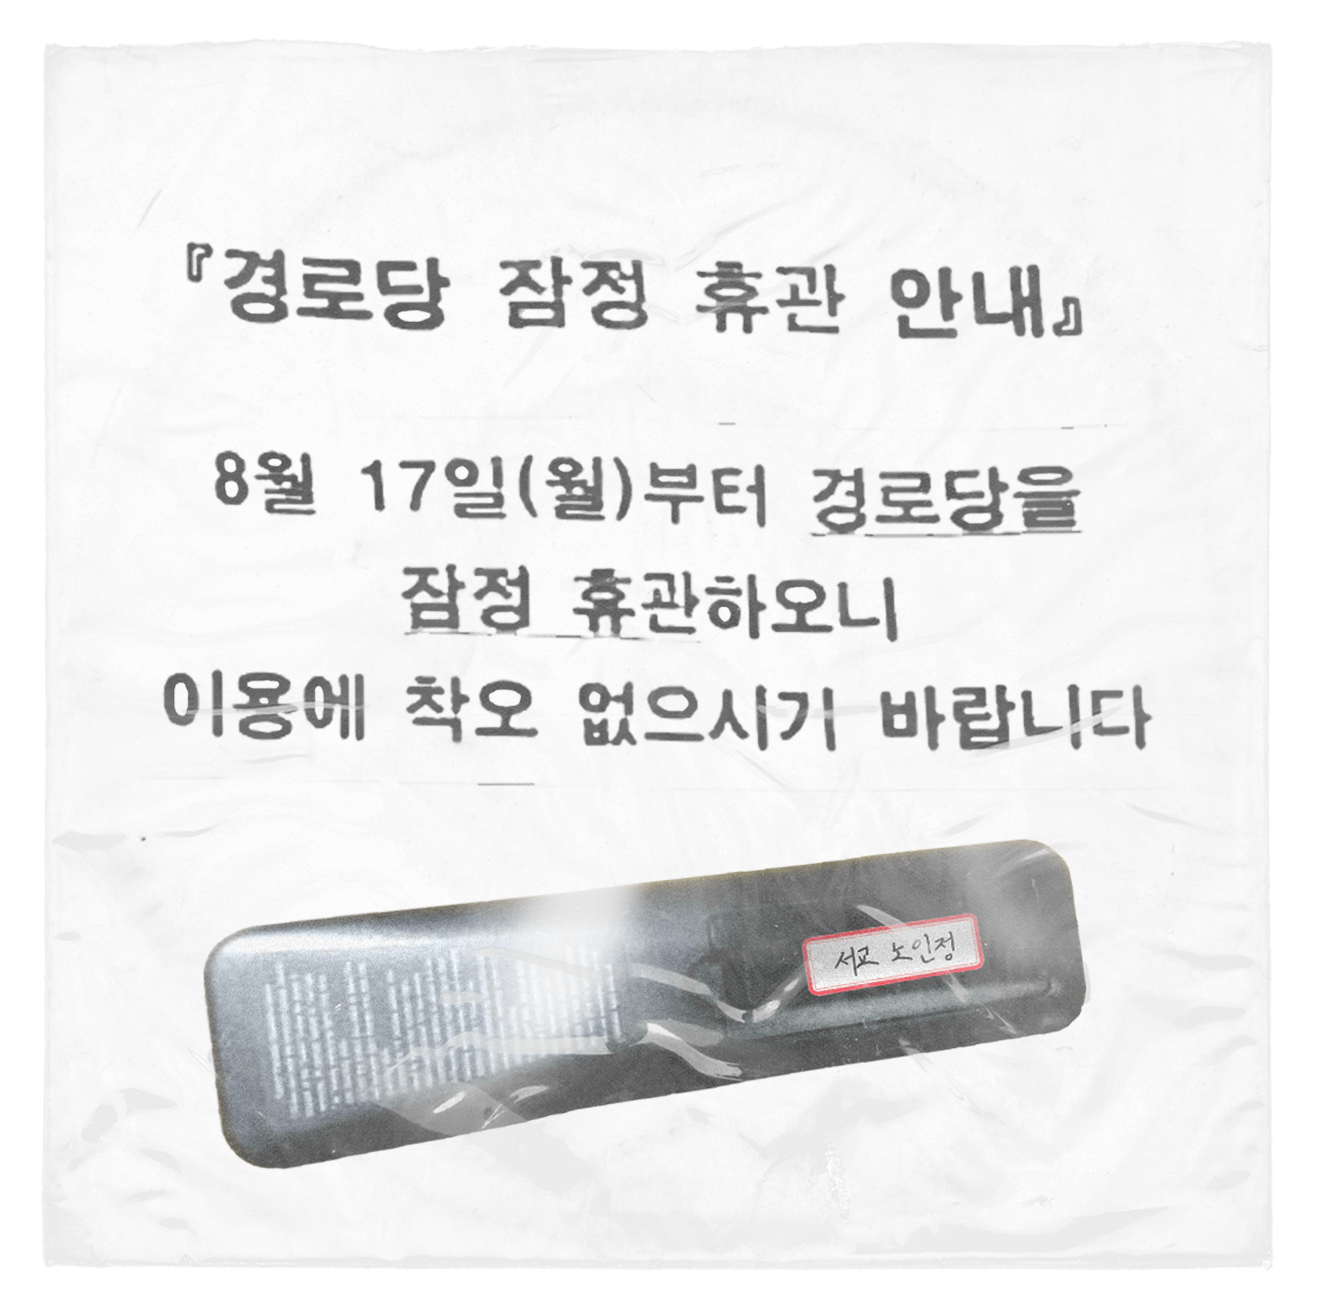 『경로당 잠정 휴관 안내』
8월 17일(월)부터 경로당을
잠정 휴관하오니
이용에 착오 없으시기 바랍니다
서교 노인정